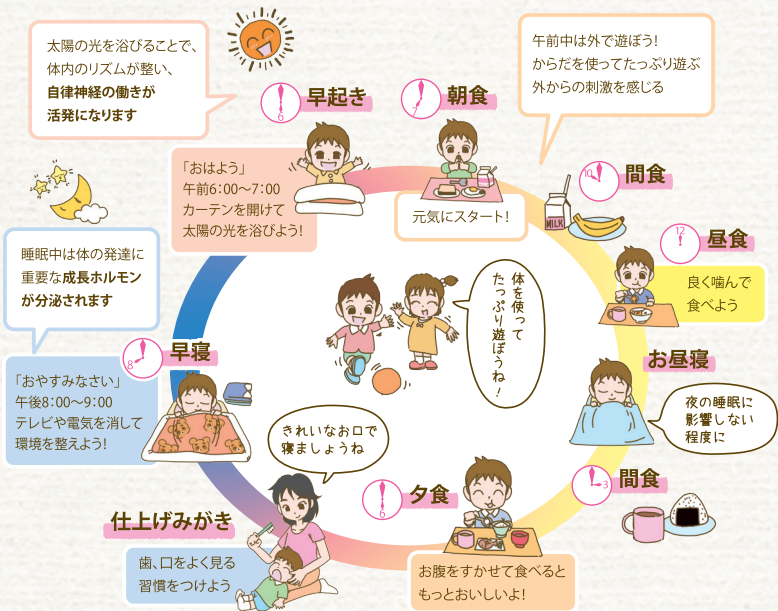 太陽の光を浴びることで、
体内のリズムが整い、
自律神経の働きが
活発になります
6
早起き
「おはよう」
午前6:00～7:00
カーテンを開けて
太陽の光を浴びよう!
7
朝食
元気にスタート!
午前中は外で遊ぼう!
からだを使ってたっぷり遊ぶ
外からの刺激を感じる
10
間食
MILK
12
昼食
良く噛んで
食べよう
体を使って
たっぷり遊ぼうね!
お昼寝
夜の睡眠に
影響しない
程度に
3
間食
6
夕食
お腹をすかせて食べると
もっとおいしいよ!
きれいなお口で
寝ましょうね
仕上げみがき
歯、口をよく見る
習慣をつけよう
8
早寝
「おやすみなさい」
午後8:00～9:00
テレビや電気を消して
環境を整えよう!
睡眠中は体の発達に
重要な成長ホルモン
が分泌されます